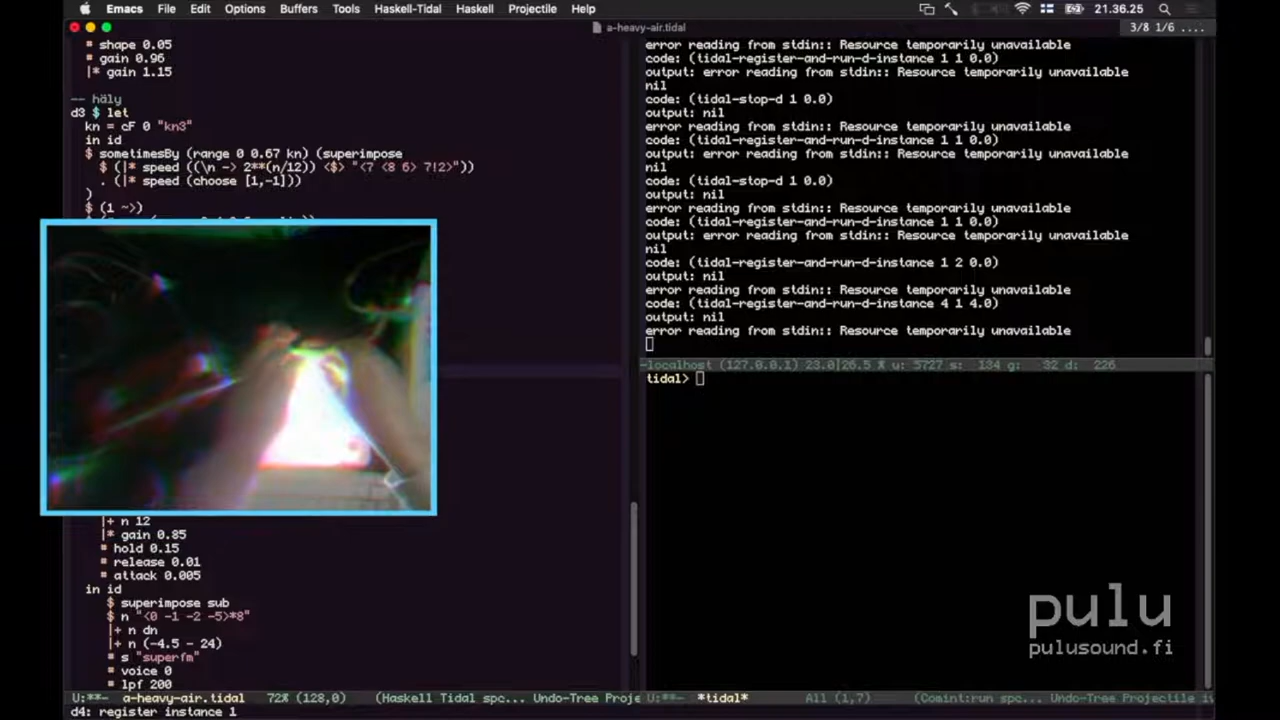 Emacs File Edit Options Buffers Tools Haskell-Tidal Haskell Projectile Help 21.36.25
a-heavy-air.tidal 3/8 1/6 ....
# shape 0.05
# gain 0.96
|* gain 1.15
-- häly
d3 $ let
kn = cF 0 "kn3"
in id
$ sometimesBy (range 0 0.67 kn) (superimpose
$ (|* speed ((\n -> 2**(n/12)) <$> "<7 <8 6> 7!2>"))
. (|* speed (choose [1,-1]))
)
$ (1 ~>)
|+ n 12
|* gain 0.85
# hold 0.15
# release 0.01
# attack 0.005
in id
$ superimpose sub
$ n "<0 -1 -2 -5>*8"
|+ n dn
|+ n (-4.5 - 24)
# s "superfm"
# voice 0
# lpf 200
U:**- a-heavy-air.tidal 72% (128,0) (Haskell Tidal spc... Undo-Tree Proje
d4: register instance 1
error reading from stdin:: Resource temporarily unavailable
code: (tidal-register-and-run-d-instance 1 1 0.0)
output: error reading from stdin:: Resource temporarily unavailable
nil
code: (tidal-stop-d 1 0.0)
output: nil
error reading from stdin:: Resource temporarily unavailable
code: (tidal-register-and-run-d-instance 1 1 0.0)
output: error reading from stdin:: Resource temporarily unavailable
nil
code: (tidal-stop-d 1 0.0)
output: nil
error reading from stdin:: Resource temporarily unavailable
code: (tidal-register-and-run-d-instance 1 1 0.0)
output: error reading from stdin:: Resource temporarily unavailable
nil
code: (tidal-register-and-run-d-instance 1 2 0.0)
output: nil
error reading from stdin:: Resource temporarily unavailable
code: (tidal-register-and-run-d-instance 4 1 4.0)
output: nil
error reading from stdin:: Resource temporarily unavailable
-localhost (127.0.0.1) 23.0|26.5 % u: 5727 s: 134 g: 32 d: 226
tidal>
pulu
pulusound.fi
U:**- *tidal* All (1,7) (Comint:run spc... Undo-Tree Projectile